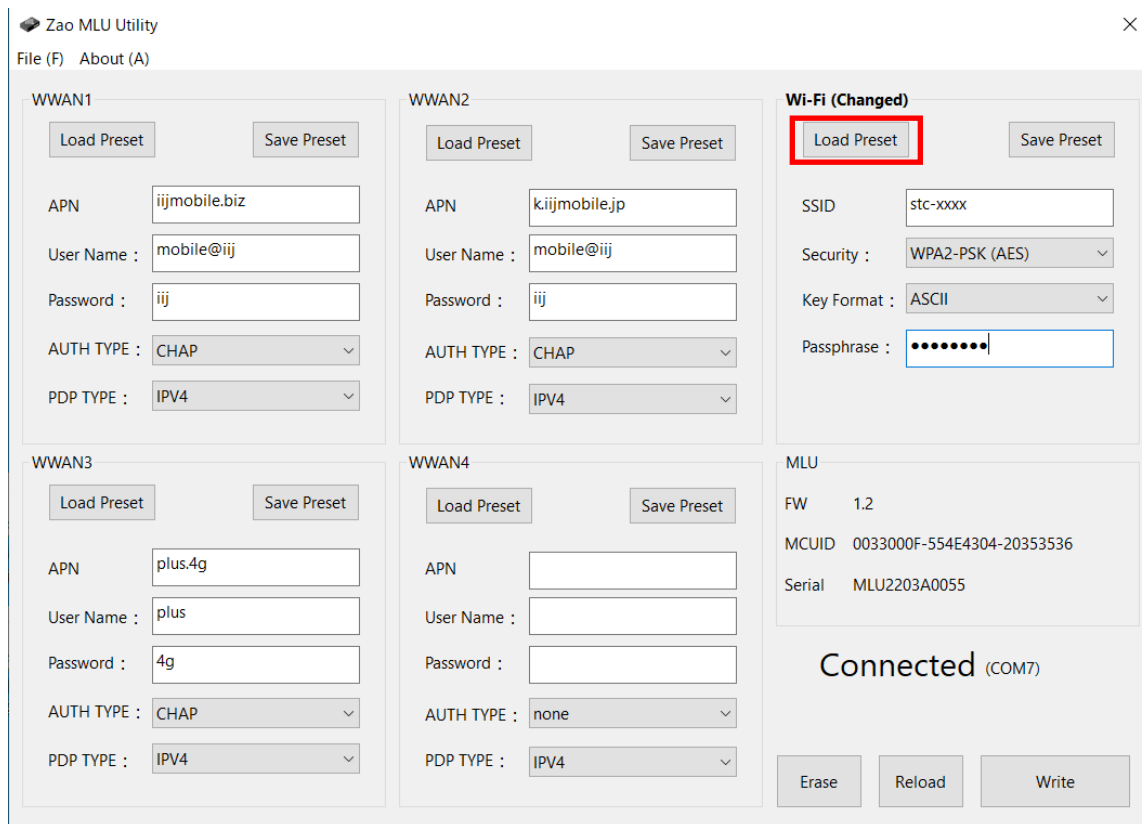 Zao MLU Utility
File (F) About (A)
WWAN1
Load Preset Save Preset
APN iijmobile.biz
User Name : mobile@iij
Password : iij
AUTH TYPE : CHAP
PDP TYPE : IPV4
WWAN2
Load Preset Save Preset
APN k.iijmobile.jp
User Name : mobile@iij
Password : iij
AUTH TYPE : CHAP
PDP TYPE : IPV4
Wi-Fi (Changed)
Load Preset Save Preset
SSID stc-xxxx
Security : WPA2-PSK (AES)
Key Format : ASCII
Passphrase : ●●●●●●●●
WWAN3
Load Preset Save Preset
APN plus.4g
User Name : plus
Password : 4g
AUTH TYPE : CHAP
PDP TYPE : IPV4
WWAN4
Load Preset Save Preset
APN
User Name :
Password :
AUTH TYPE : none
PDP TYPE : IPV4
MLU
FW 1.2
MCUID 0033000F-554E4304-20353536
Serial MLU2203A0055
Connected (COM7)
Erase Reload Write